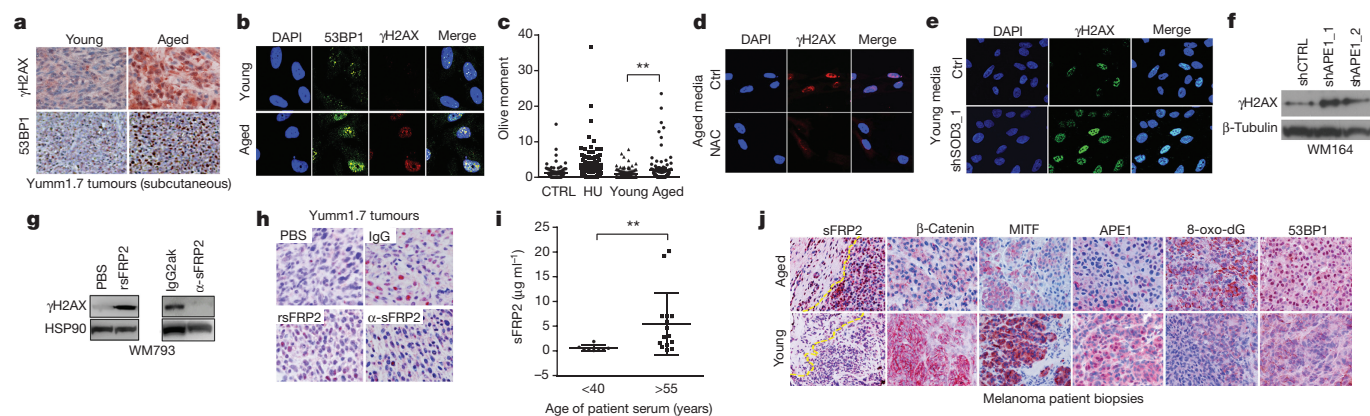 a
Young Aged
γH2AX
53BP1
Yumm1.7 tumours (subcutaneous)
b
DAPI 53BP1 γH2AX Merge
Young
Aged
c
**
Olive moment
40
30
20
10
0
CTRL HU Young Aged
d
DAPI γH2AX Merge
Aged media
Ctrl
NAC
e
DAPI γH2AX Merge
Young media
Ctrl
shSOD3_1
f
shCTRL
shAPE1_1
shAPE1_2
γH2AX
β-Tubulin
WM164
g
PBS
rsFRP2
IgG2ak
α-sFRP2
γH2AX
HSP90
WM793
h
Yumm1.7 tumours
PBS IgG
rsFRP2 α-sFRP2
i
**
sFRP2 (μg ml⁻¹)
25
20
15
10
5
0
−5
<40 >55
Age of patient serum (years)
j
sFRP2 β-Catenin MITF APE1 8-oxo-dG 53BP1
Aged
Young
Melanoma patient biopsies